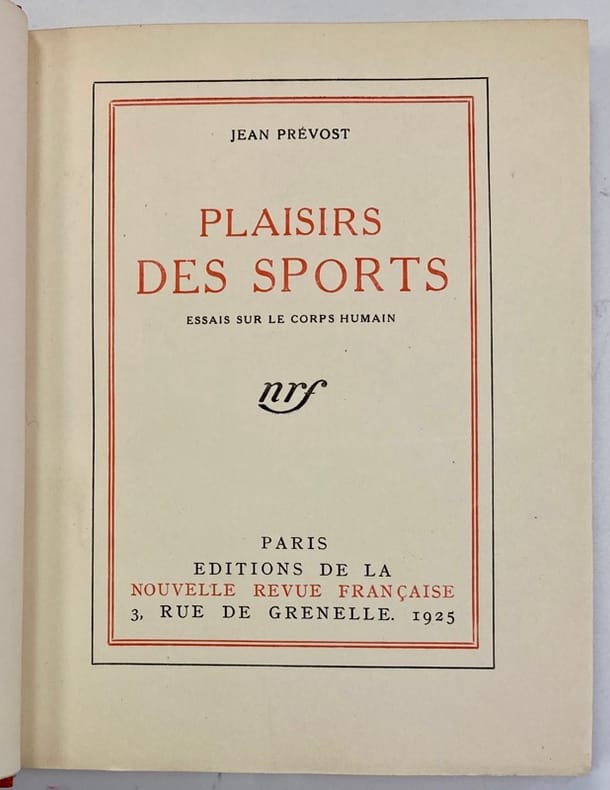 JEAN PRÉVOST
PLAISIRS
DES SPORTS
ESSAIS SUR LE CORPS HUMAIN
nrf
PARIS
EDITIONS DE LA
NOUVELLE REVUE FRANÇAISE
3, RUE DE GRENELLE. 1925